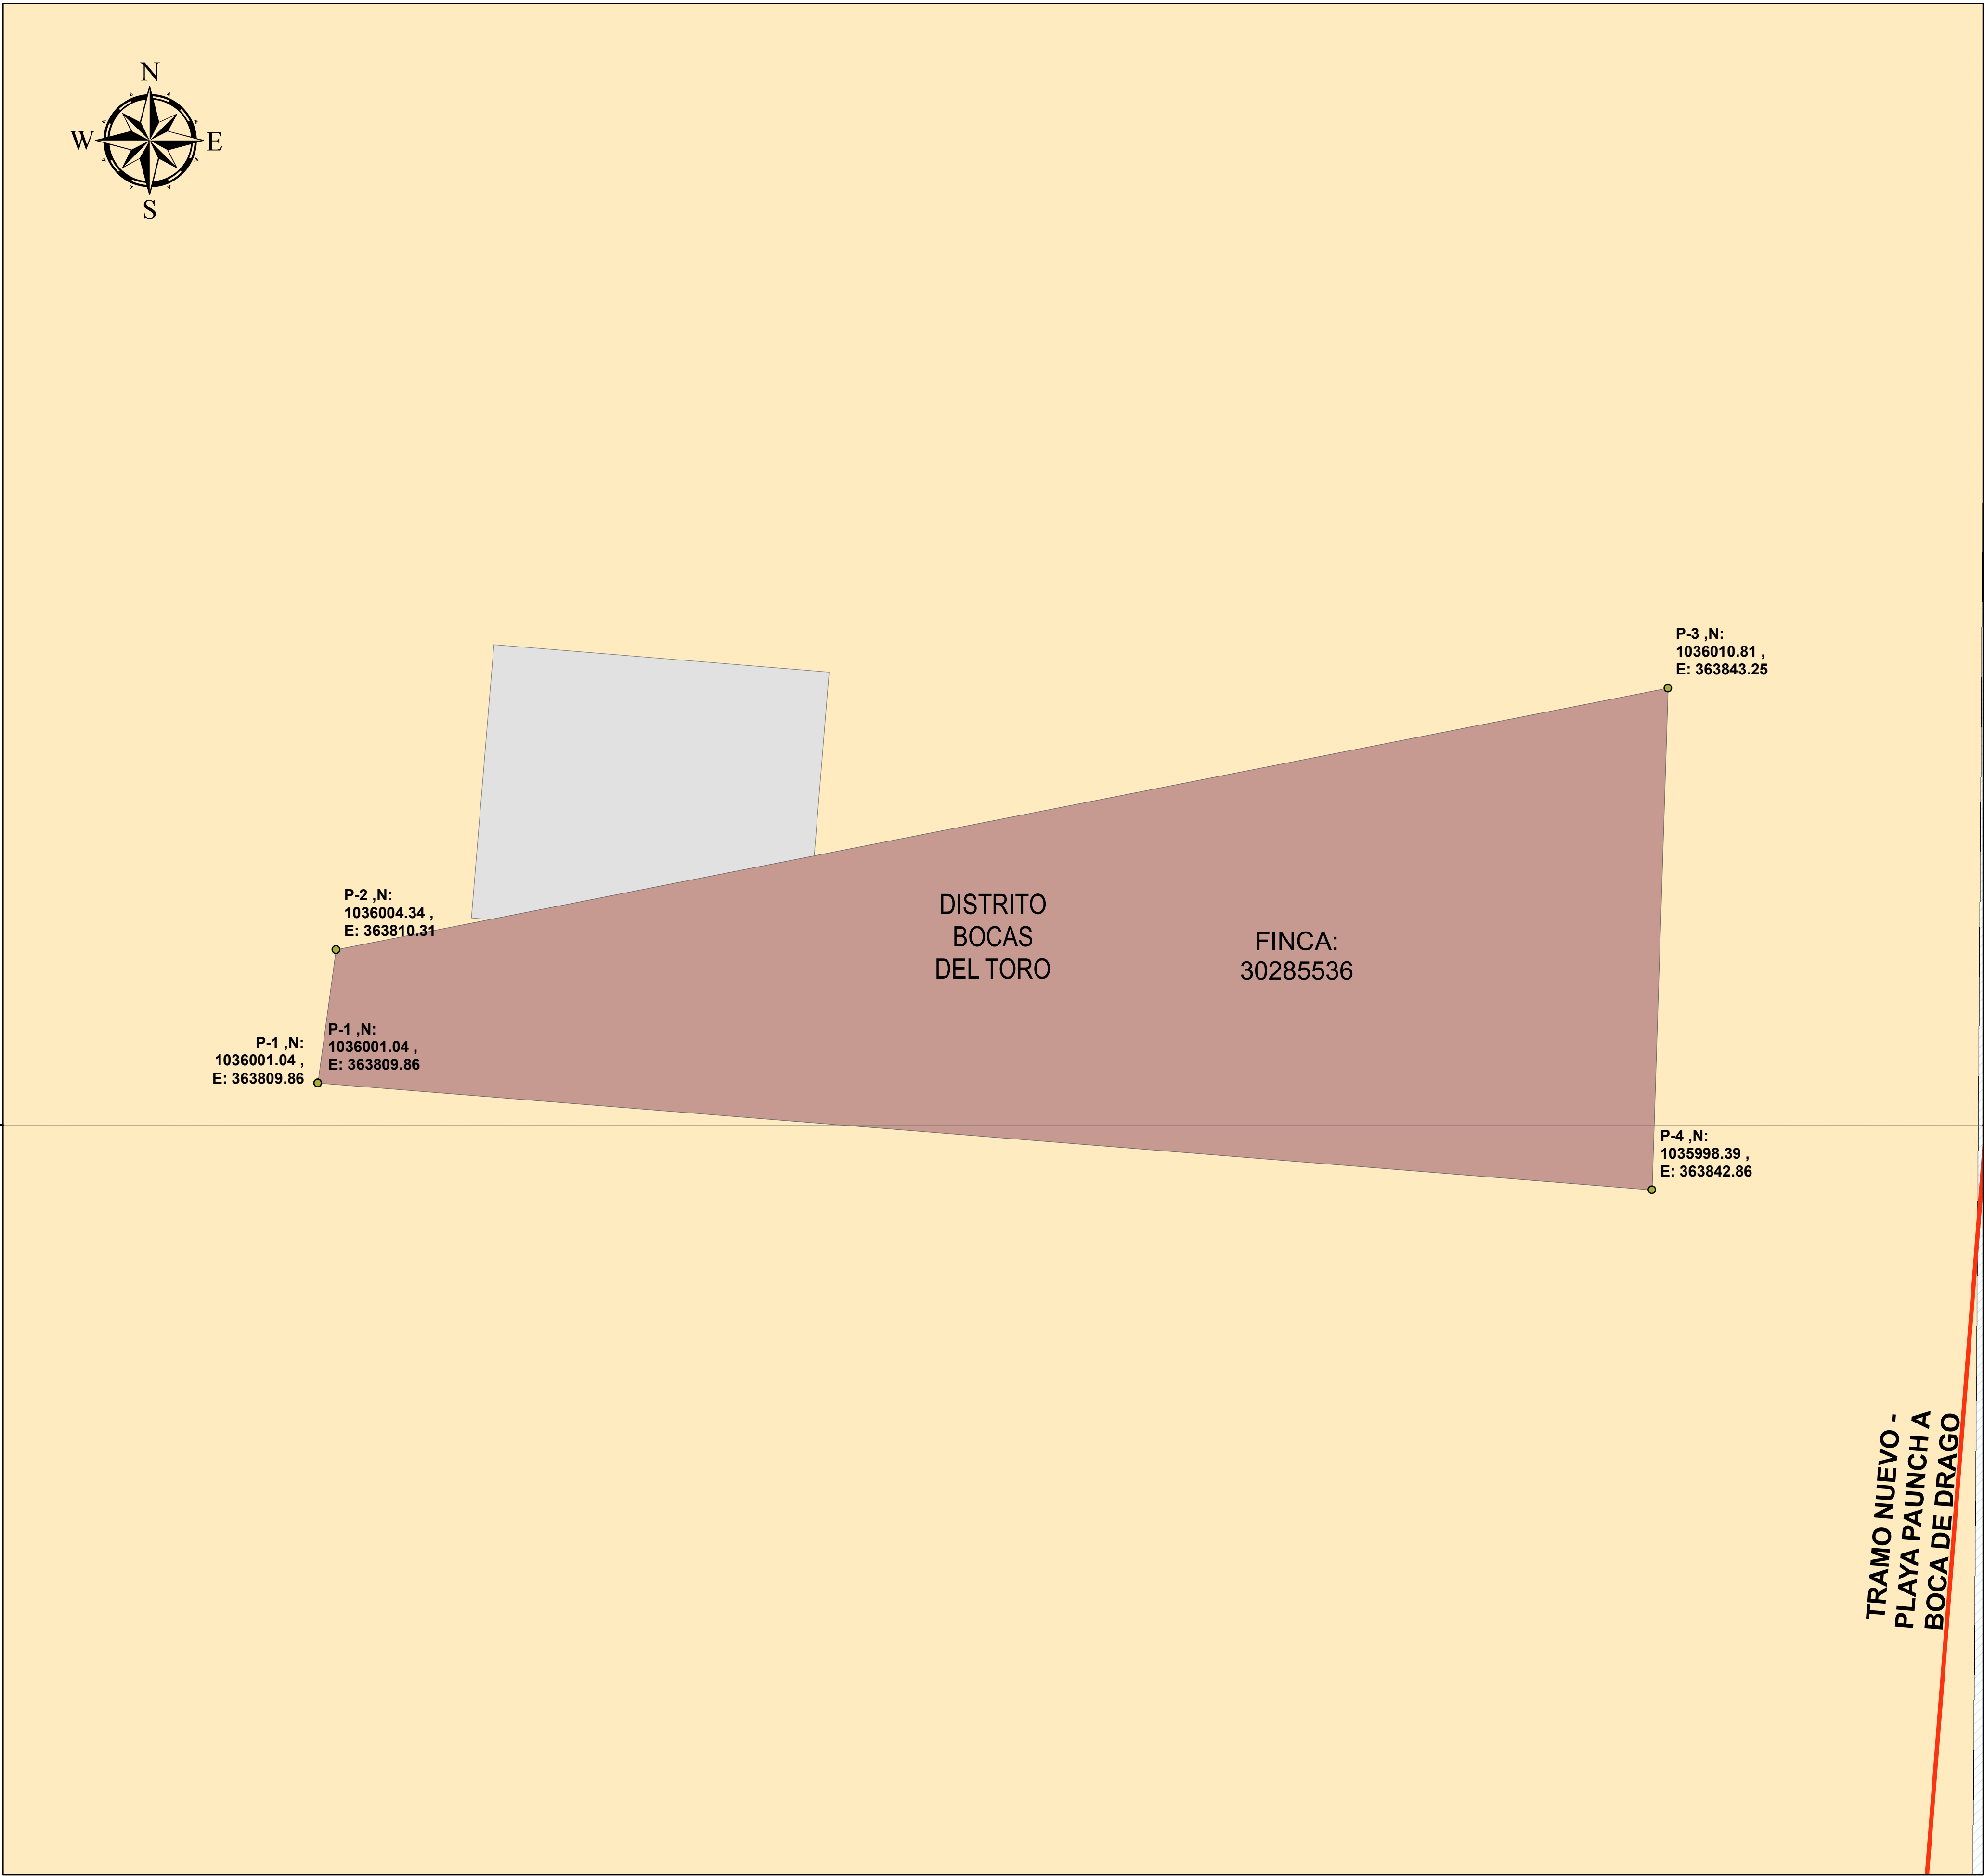 N
W
E
S
P-3 ,N:
1036010.81 ,
E: 363843.25
P-2 ,N:
1036004.34 ,
E: 363810.31
DISTRITO
BOCAS
DEL TORO
FINCA:
30285536
P-1 ,N:
1036001.04 ,
E: 363809.86
P-1 ,N:
1036001.04 ,
E: 363809.86
P-4 ,N:
1035998.39 ,
E: 363842.86
TRAMO NUEVO -
PLAYA PAUNCH A
BOCA DE DRAGO